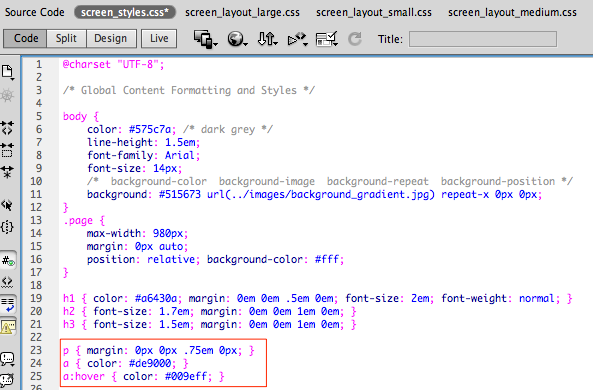 Source Code screen_styles.css* screen_layout_large.css screen_layout_small.css screen_layout_medium.css
Code Split Design Live Title:
1 @charset "UTF-8";
2
3 /* Global Content Formatting and Styles */
4
5 body {
6 color: #575c7a; /* dark grey */
7 line-height: 1.5em;
8 font-family: Arial;
9 font-size: 14px;
10 /* background-color background-image background-repeat background-position */
11 background: #515673 url(../images/background_gradient.jpg) repeat-x 0px 0px;
12 }
13 .page {
14 max-width: 980px;
15 margin: 0px auto;
16 position: relative; background-color: #fff;
17 }
18
19 h1 { color: #a6430a; margin: 0em 0em .5em 0em; font-size: 2em; font-weight: normal; }
20 h2 { font-size: 1.7em; margin: 0em 0em 1em 0em; }
21 h3 { font-size: 1.5em; margin: 0em 0em 1em 0em; }
22
23 p { margin: 0px 0px .75em 0px; }
24 a { color: #de9000; }
25 a:hover { color: #009eff; }
26